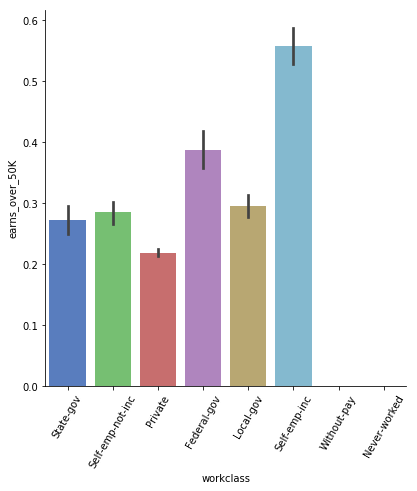 0.6
0.5
0.4
0.3
0.2
0.1
0.0
earns_over_50K
State-gov
Self-emp-not-inc
Private
Federal-gov
Local-gov
Self-emp-inc
Without-pay
Never-worked
workclass